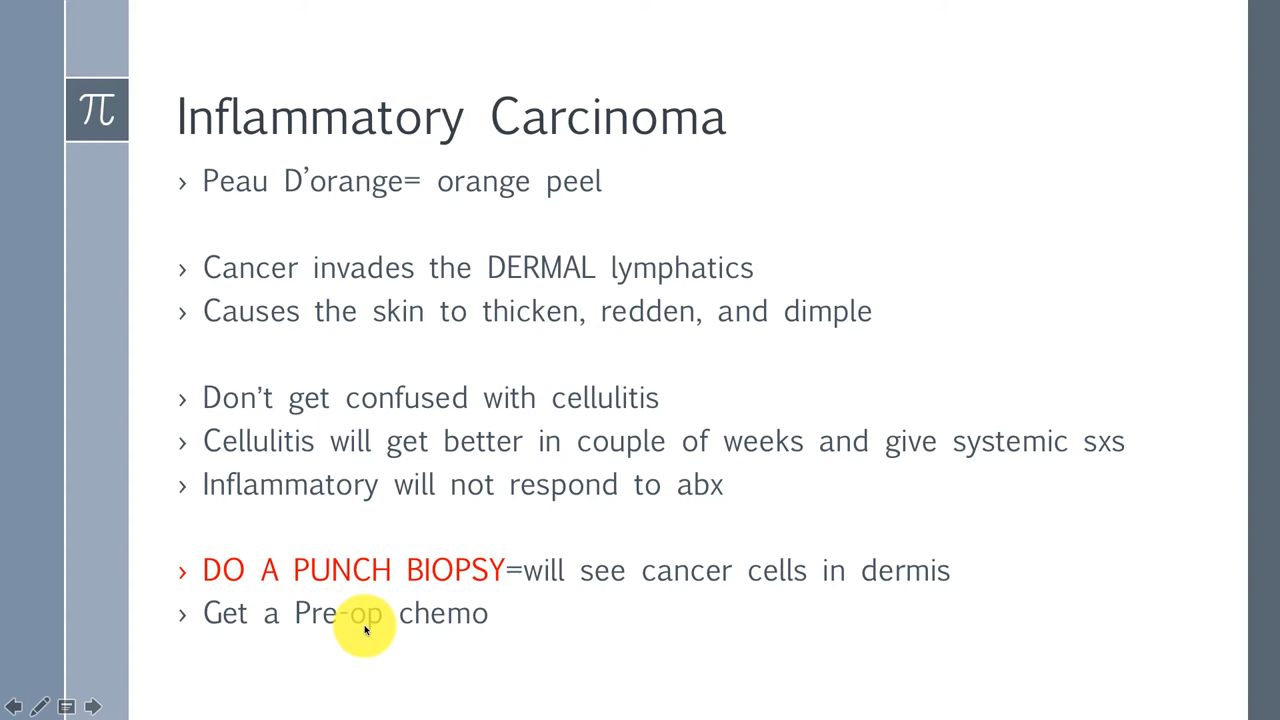 π
Inflammatory Carcinoma
› Peau D'orange= orange peel
› Cancer invades the DERMAL lymphatics
› Causes the skin to thicken, redden, and dimple
› Don't get confused with cellulitis
› Cellulitis will get better in couple of weeks and give systemic sxs
› Inflammatory will not respond to abx
› DO A PUNCH BIOPSY=will see cancer cells in dermis
› Get a Pre-op chemo